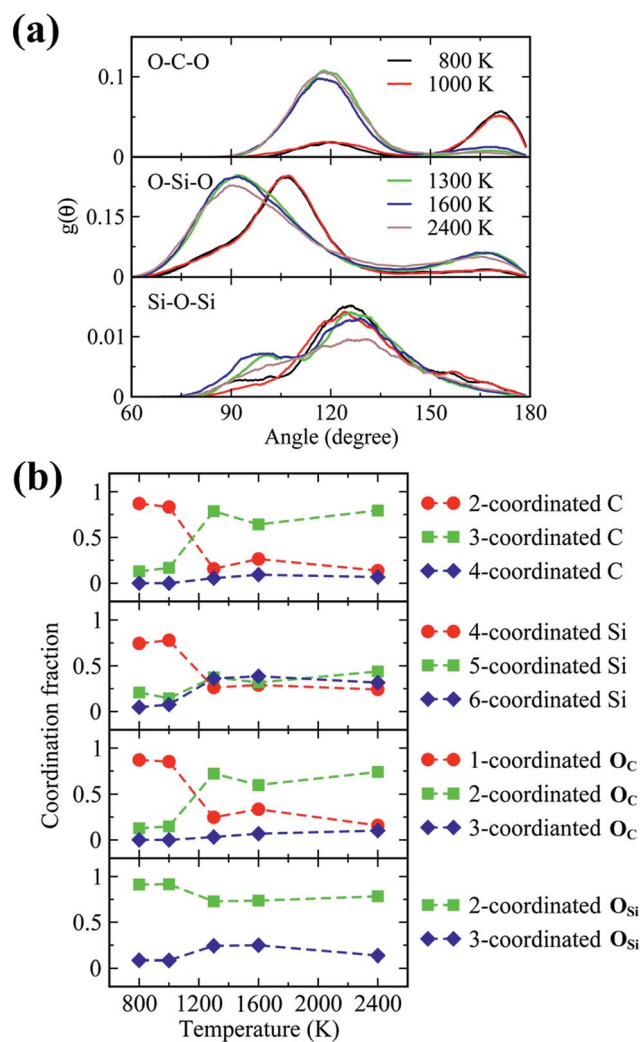 (a)
O-C-O
800 K
1000 K
0.1
0
O-Si-O
1300 K
1600 K
2400 K
0.15
0
g(θ)
Si-O-Si
0.01
0
60 90 120 150 180
Angle (degree)
(b)
1
0.5
0
2-coordinated C
3-coordinated C
4-coordinated C
1
0.5
0
4-coordinated Si
5-coordinated Si
6-coordinated Si
Coordination fraction
1
0.5
0
1-coordinated Oc
2-coordinated Oc
3-coordianted Oc
1
0.5
0
2-coordinated OSi
3-coordinated OSi
800 1200 1600 2000 2400
Temperature (K)